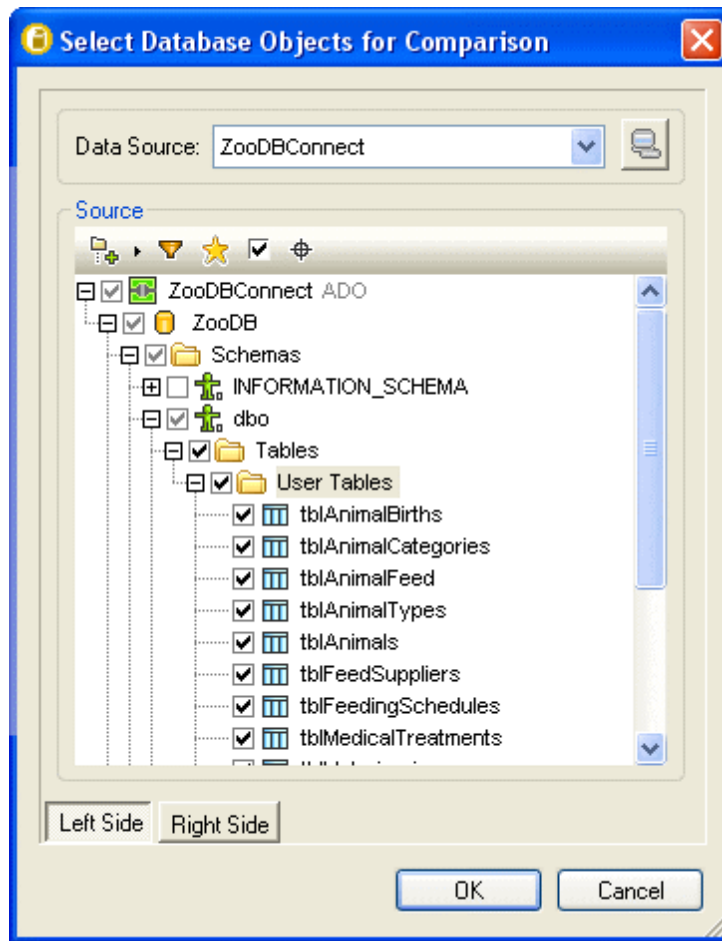 Select Database Objects for Comparison
Data Source: ZooDBConnect
Source
ZooDBConnect ADO
ZooDB
Schemas
INFORMATION_SCHEMA
dbo
Tables
User Tables
tblAnimalBirths
tblAnimalCategories
tblAnimalFeed
tblAnimalTypes
tblAnimals
tblFeedSuppliers
tblFeedingSchedules
tblMedicalTreatments
Left Side Right Side
OK Cancel